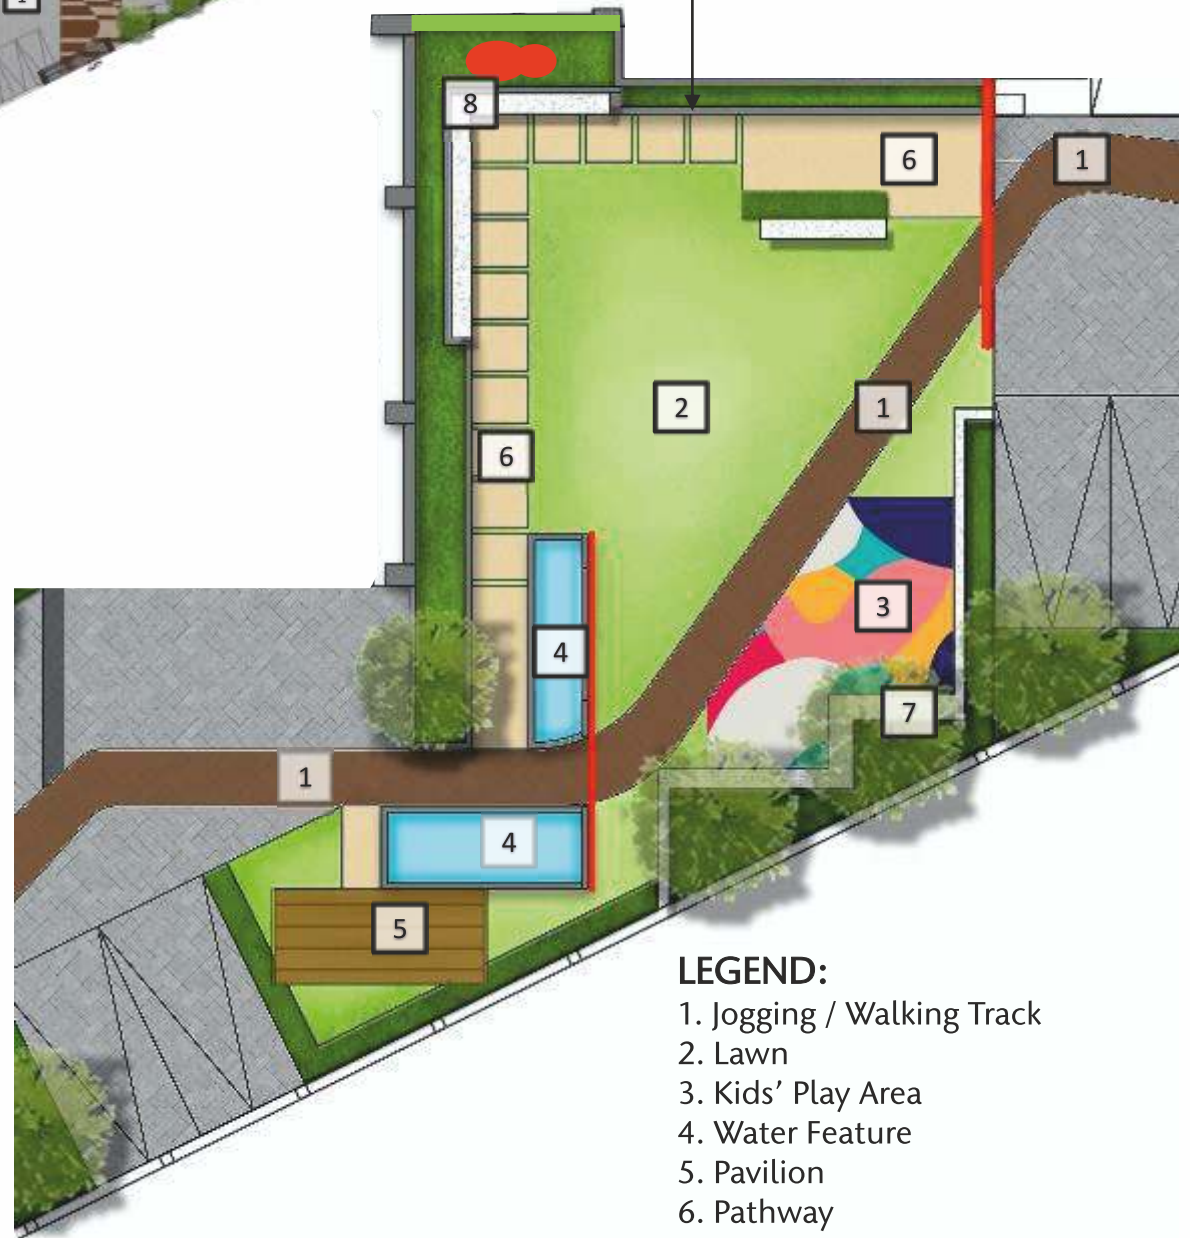 1
8
6
1
2
1
6
3
4
7
1
4
5
LEGEND:
1. Jogging / Walking Track
2. Lawn
3. Kids' Play Area
4. Water Feature
5. Pavilion
6. Pathway